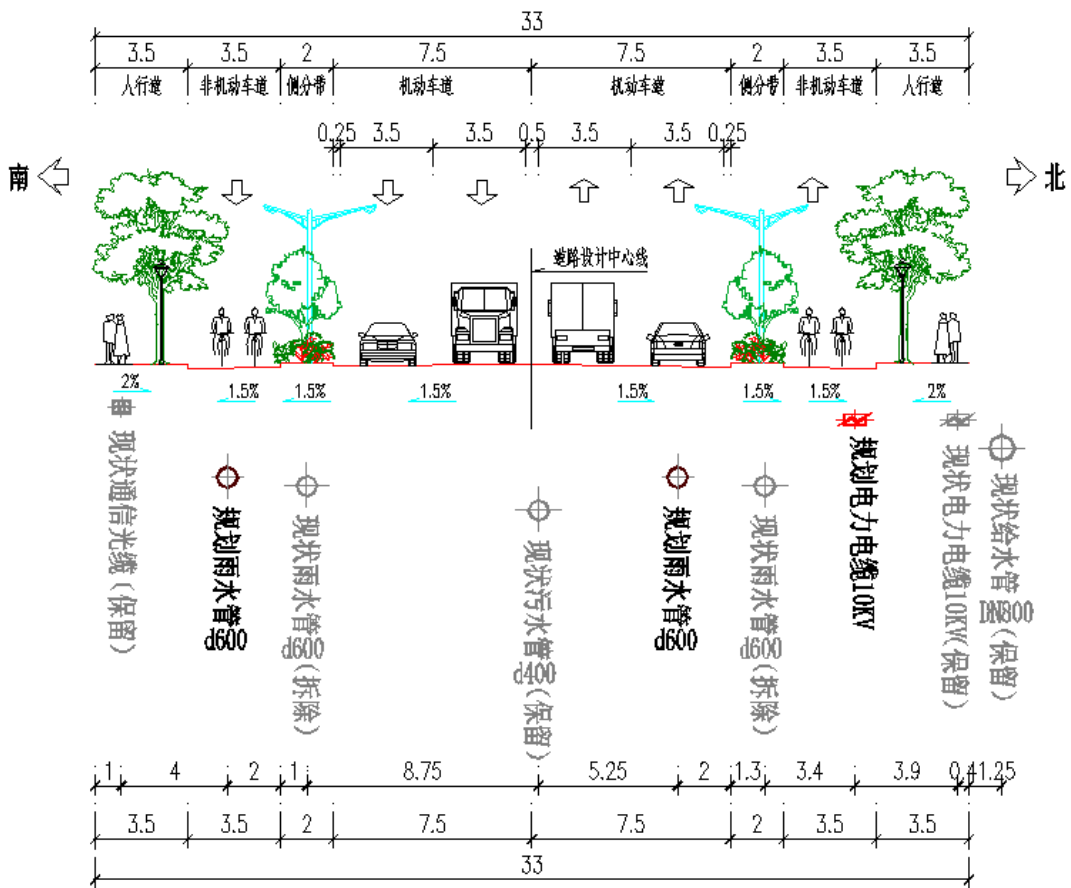 33
3.5 3.5 2 7.5 7.5 2 3.5 3.5
人行道 非机动车道 侧分带 机动车道 机动车道 侧分带 非机动车道 人行道
0.25 3.5 3.5 0.5 3.5 3.5 0.25
南 北
道路设计中心线
2% 1.5% 1.5% 1.5% 1.5% 1.5% 1.5% 2%
现状通信光缆(保留)
规划雨水管
d600
现状雨水管
d600(拆除)
现状污水管
d400(保留)
规划雨水管
d600
现状雨水管
d600(拆除)
规划电力电缆10KV
现状电力电缆10KV(保留)
现状给水管
DN800(保留)
1 4 2 1 8.75 5.25 2 1.3 3.4 3.9 0.41.25
3.5 3.5 2 7.5 7.5 2 3.5 3.5
33